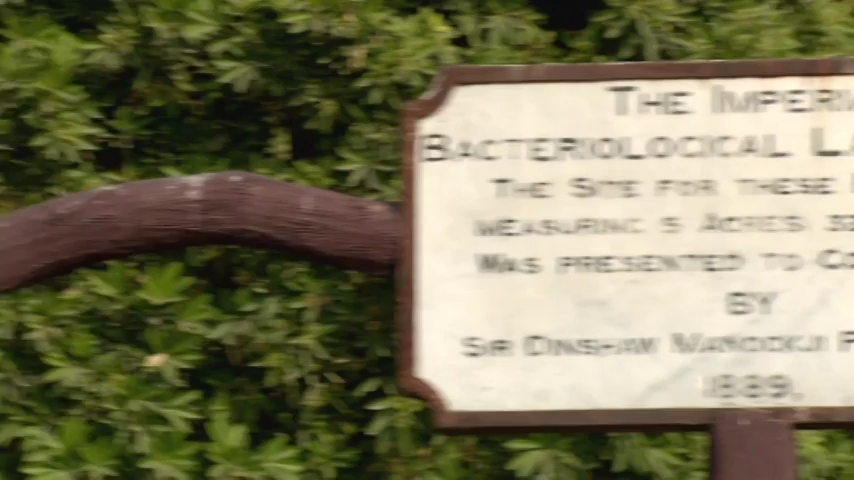 THE IMPERI
BACTERIOLOGICAL LA
THE SITE FOR THESE
MEASURING 5 ACRES
WAS PRESENTED TO GO
BY
SIR DINSHAW MANOCKJI P
1889.